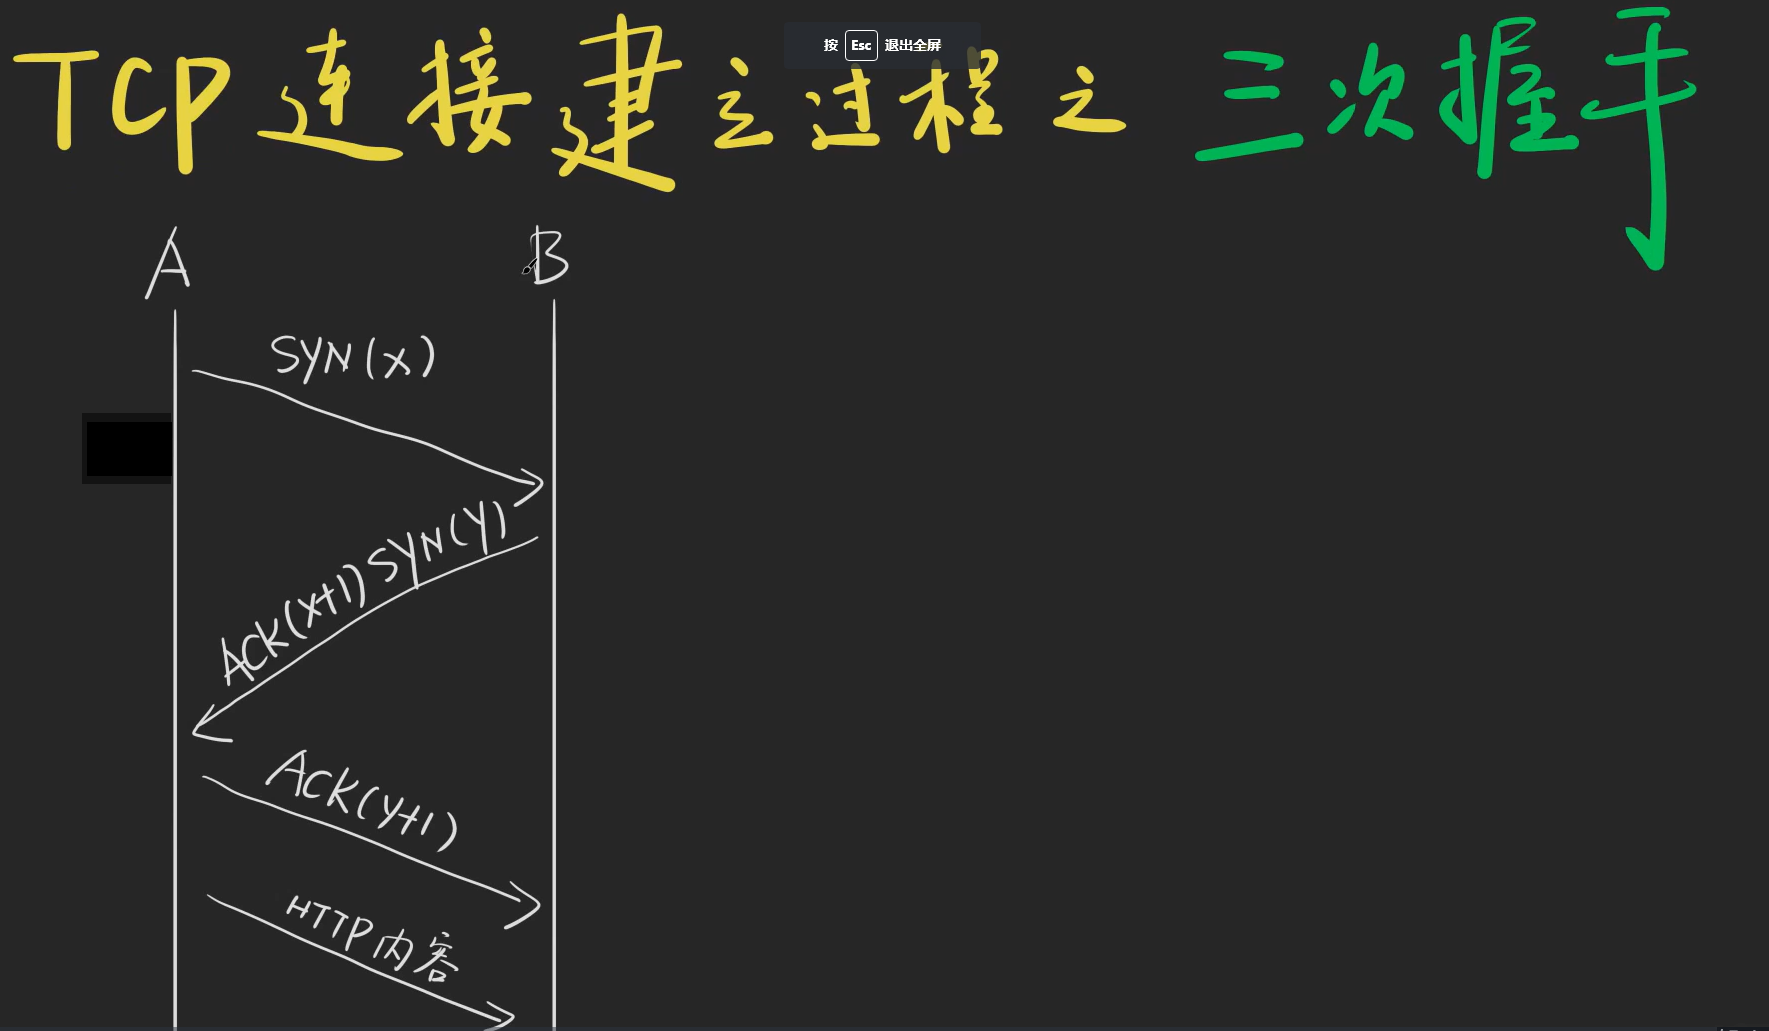 TCP连接建立过程之 三次握手
按 Esc 退出全屏
A B
SYN(x)
ACK(x+1) SYN(y)
ACK(y+1)
HTTP内容